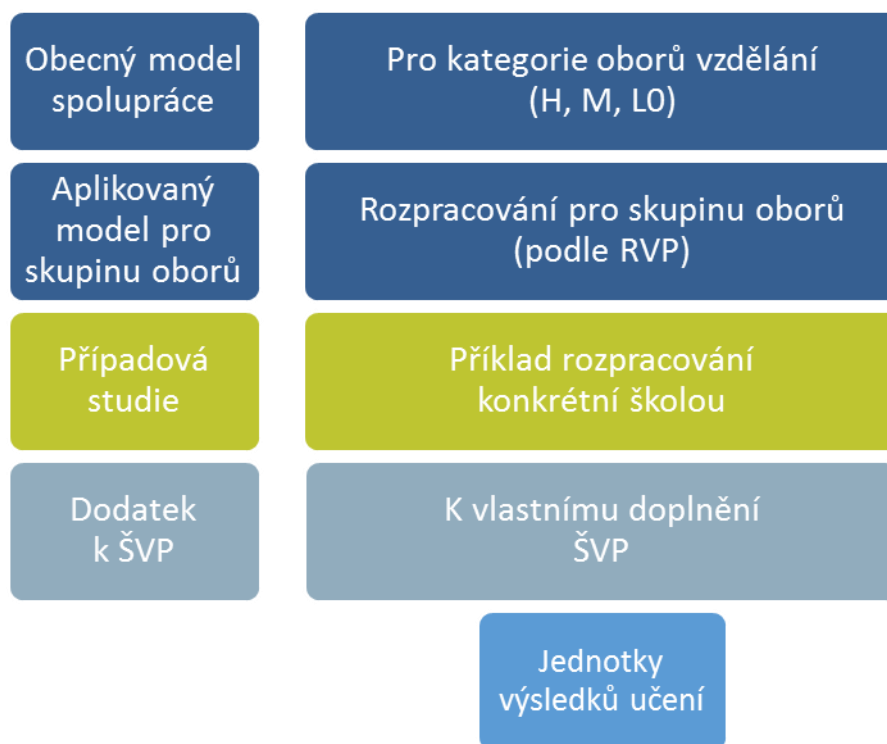 Obecný model
spolupráce
Pro kategorie oborů vzdělání
(H, M, L0)
Aplikovaný
model pro
skupinu oborů
Rozpracování pro skupinu oborů
(podle RVP)
Případová
studie
Příklad rozpracování
konkrétní školou
Dodatek
k ŠVP
K vlastnímu doplnění
ŠVP
Jednotky
výsledků učení